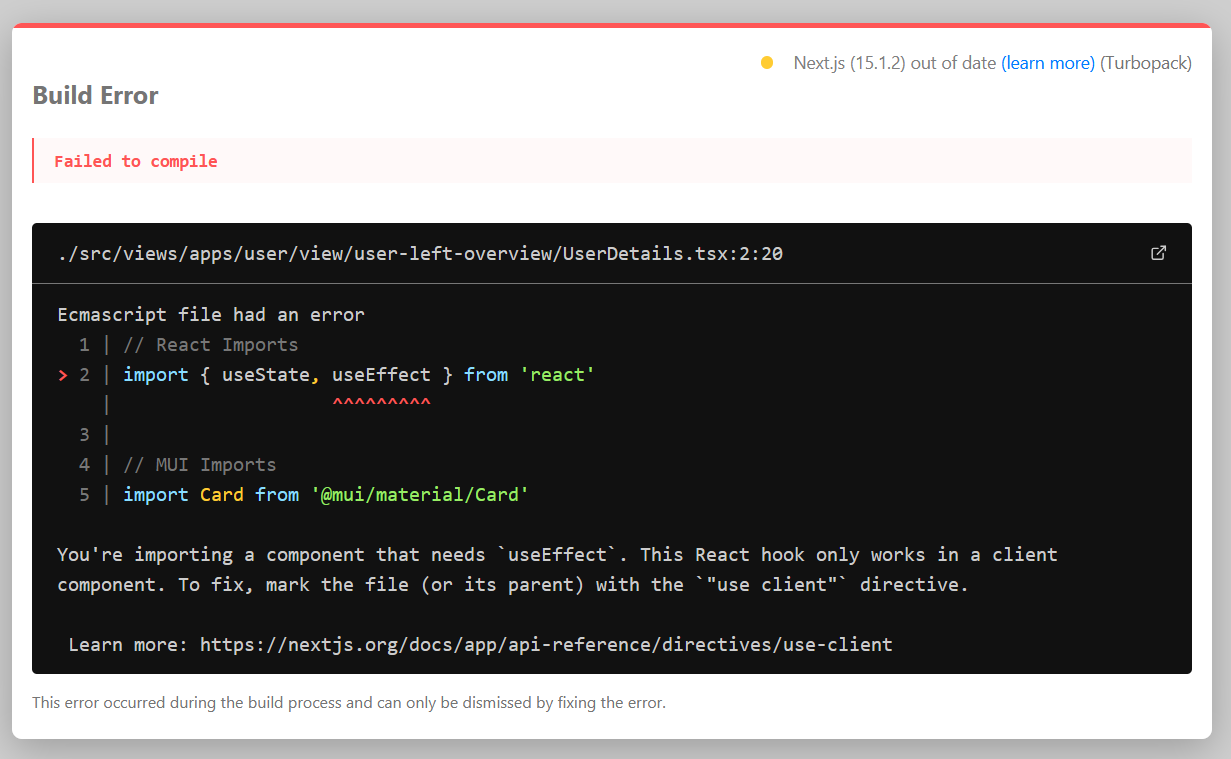 Next.js (15.1.2) out of date (learn more) (Turbopack)
Build Error
Failed to compile
./src/views/apps/user/view/user-left-overview/UserDetails.tsx:2:20
Ecmascript file had an error
1 | // React Imports
> 2 | import { useState, useEffect } from 'react'
| ^^^^^^^^^
3 |
4 | // MUI Imports
5 | import Card from '@mui/material/Card'
You're importing a component that needs `useEffect`. This React hook only works in a client
component. To fix, mark the file (or its parent) with the `"use client"` directive.
Learn more: https://nextjs.org/docs/app/api-reference/directives/use-client
This error occurred during the build process and can only be dismissed by fixing the error.